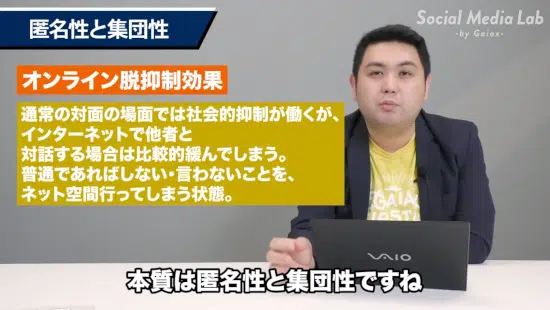 匿名性と集団性
Social Media Lab
-by Gaiax-
オンライン脱抑制効果
通常の対面の場面では社会的抑制が働くが、
インターネットで他者と
対話する場合は比較的緩んでしまう。
普通であればしない・言わないことを、
ネット空間行ってしまう状態。
VAIO
本質は匿名性と集団性ですね